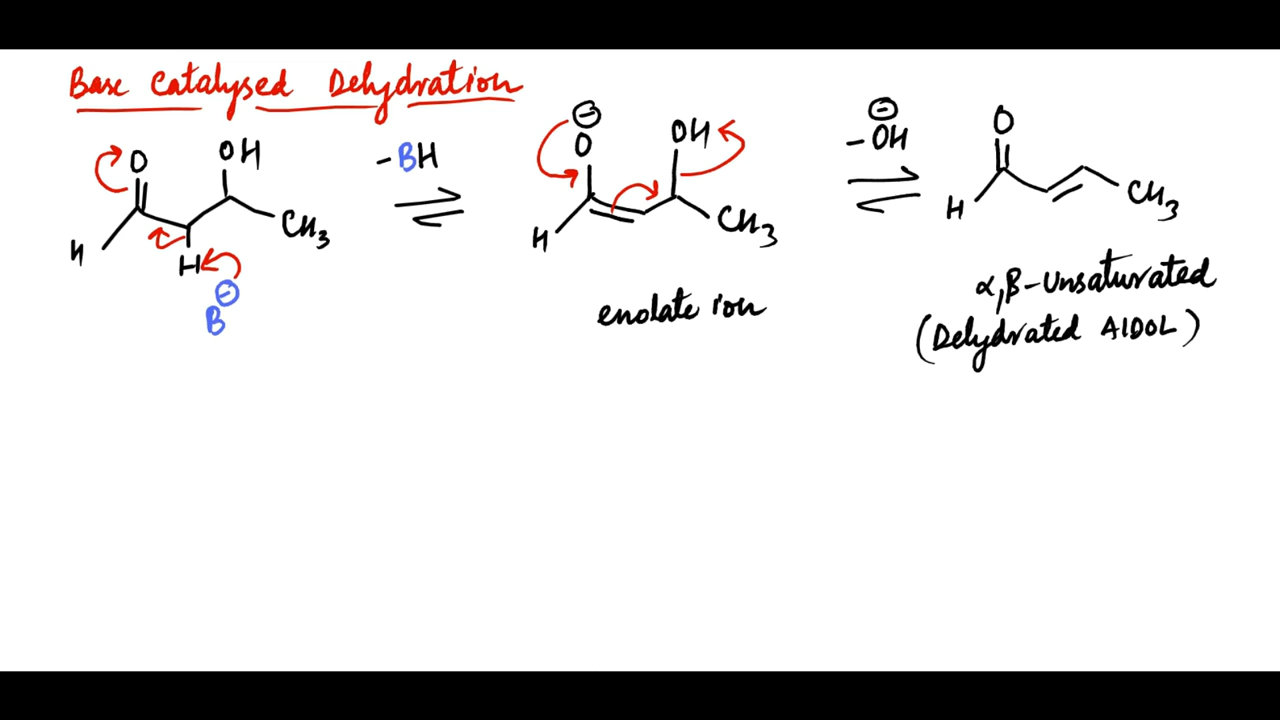 Base Catalysed Dehydration
O OH
H CH3
H
B⊖
-BH
⊖
O OH
H CH3
enolate ion
⊖
-OH
O
H CH3
α,β-Unsaturated
(Dehydrated AlDOL)